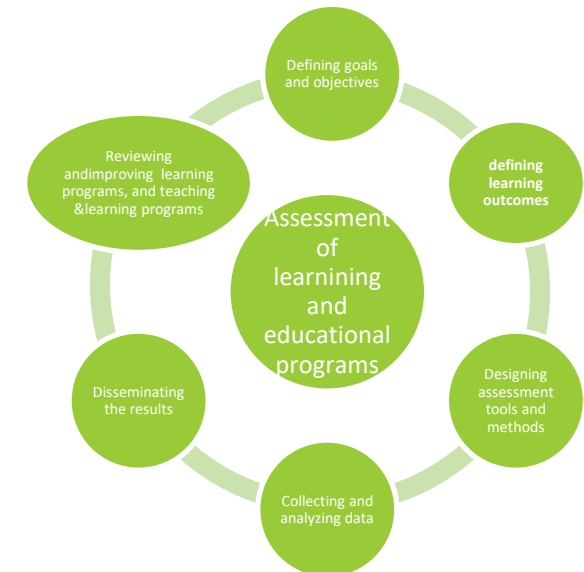 Defining goals
and objectives
defining
learning
outcomes
Designing
assessment
tools and
methods
Collecting and
analyzing data
Disseminating
the results
Reviewing
andimproving learning
programs, and teaching
&learning programs
Assessment
of
learnining
and
educational
programs